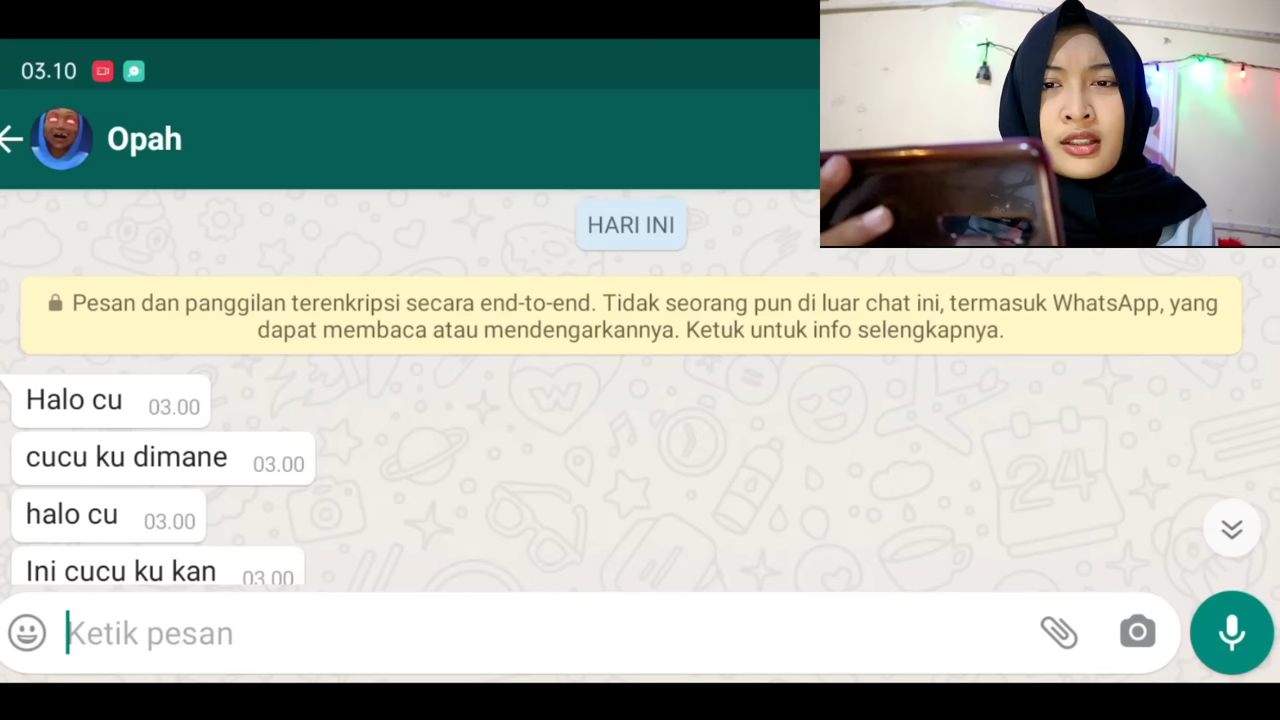 03.10
Opah
HARI INI
Pesan dan panggilan terenkripsi secara end-to-end. Tidak seorang pun di luar chat ini, termasuk WhatsApp, yang
dapat membaca atau mendengarkannya. Ketuk untuk info selengkapnya.
Halo cu 03.00
cucu ku dimane 03.00
halo cu 03.00
Ini cucu ku kan 03.00
Ketik pesan